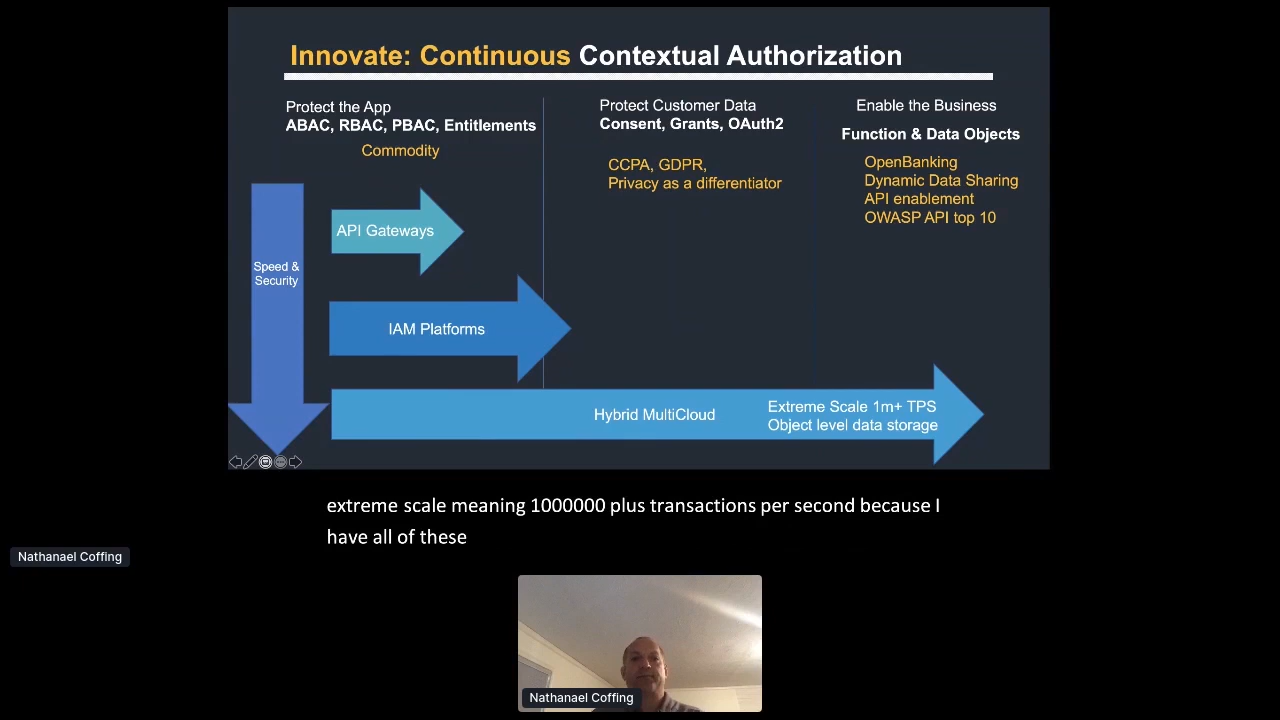 Innovate: Continuous Contextual Authorization
Protect the App
ABAC, RBAC, PBAC, Entitlements
Commodity
Protect Customer Data
Consent, Grants, OAuth2
CCPA, GDPR,
Privacy as a differentiator
Enable the Business
Function & Data Objects
OpenBanking
Dynamic Data Sharing
API enablement
OWASP API top 10
Speed &
Security
API Gateways
IAM Platforms
Hybrid MultiCloud
Extreme Scale 1m+ TPS
Object level data storage
extreme scale meaning 1000000 plus transactions per second because I
have all of these
Nathanael Coffing
Nathanael Coffing